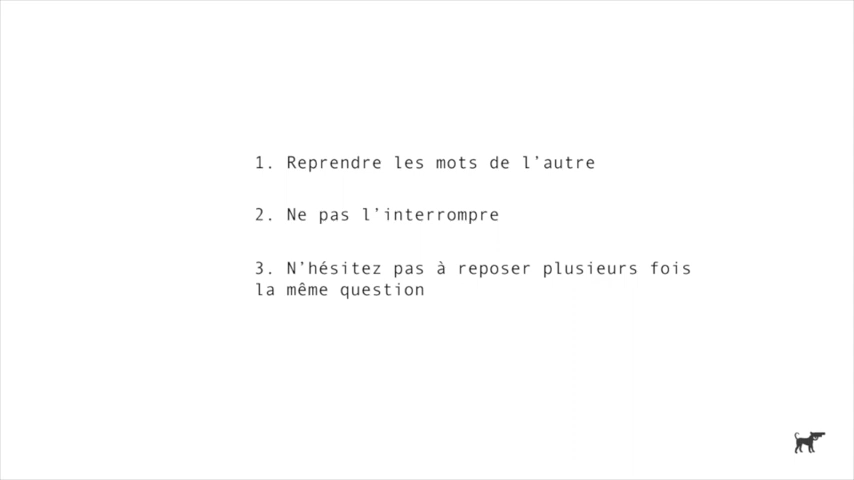 1. Reprendre les mots de l’autre
2. Ne pas l’interrompre
3. N’hésitez pas à reposer plusieurs fois
la même question